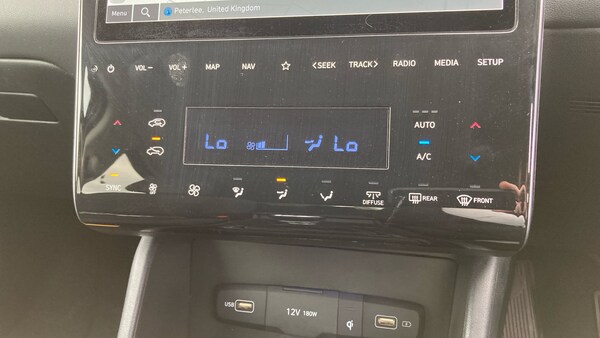 Menu Peterlee, United Kingdom
VOL– VOL+ MAP NAV ☆ <SEEK TRACK> RADIO MEDIA SETUP
AUTO
Lo Lo
A/C
SYNC
DIFFUSE REAR FRONT
USB 12V 180W